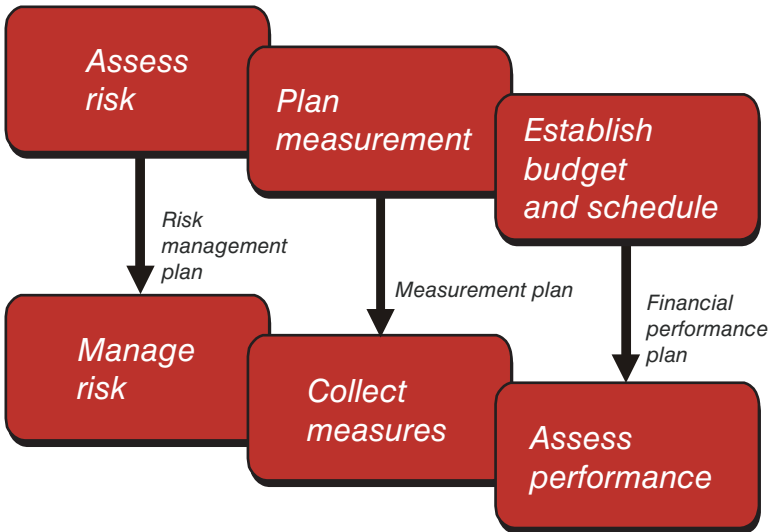 Assess
risk
Plan
measurement
Establish
budget
and schedule
Risk
management
plan
Measurement plan
Financial
performance
plan
Manage
risk
Collect
measures
Assess
performance